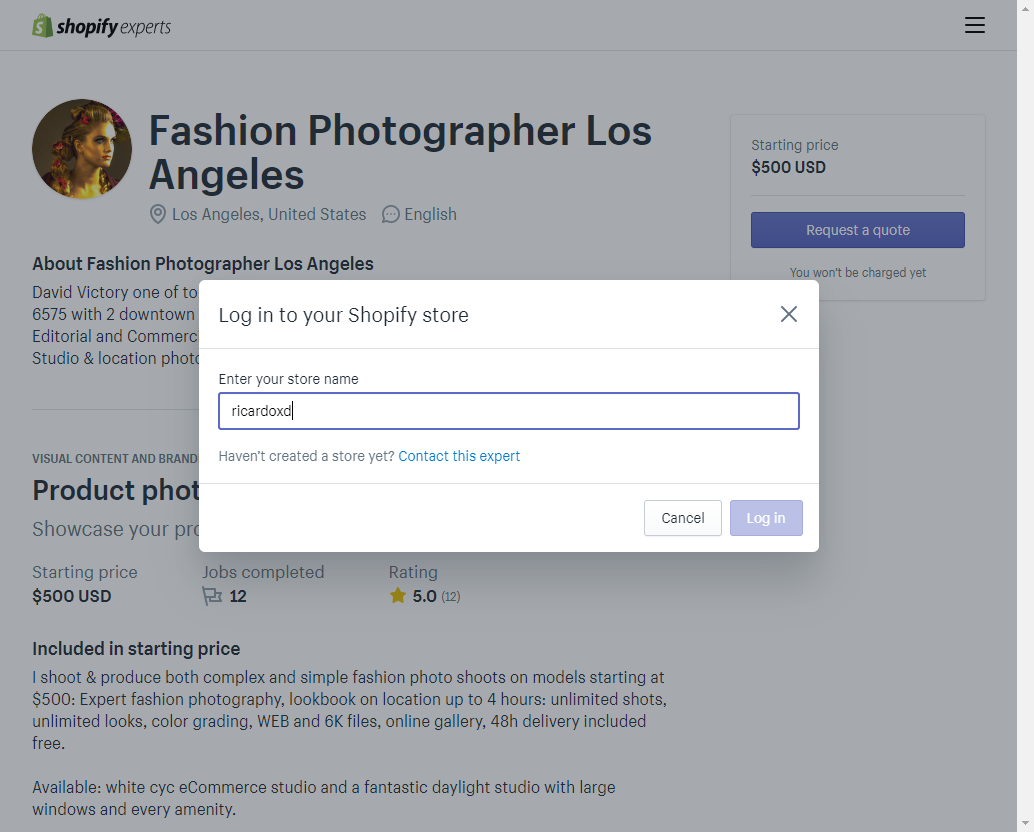 shopify experts
Fashion Photographer Los
Angeles
Los Angeles, United States English
Starting price
$500 USD
Request a quote
You won't be charged yet
About Fashion Photographer Los Angeles
David Victory one of to
6575 with 2 downtown
Editorial and Commerc
Studio & location photo
Log in to your Shopify store
Enter your store name
ricardoxd
Haven't created a store yet? Contact this expert
Cancel Log in
VISUAL CONTENT AND BRAND
Product phot
Showcase your pro
Starting price Jobs completed Rating
$500 USD 12 5.0 (12)
Included in starting price
I shoot & produce both complex and simple fashion photo shoots on models starting at
$500: Expert fashion photography, lookbook on location up to 4 hours: unlimited shots,
unlimited looks, color grading, WEB and 6K files, online gallery, 48h delivery included
free.
Available: white cyc eCommerce studio and a fantastic daylight studio with large
windows and every amenity.